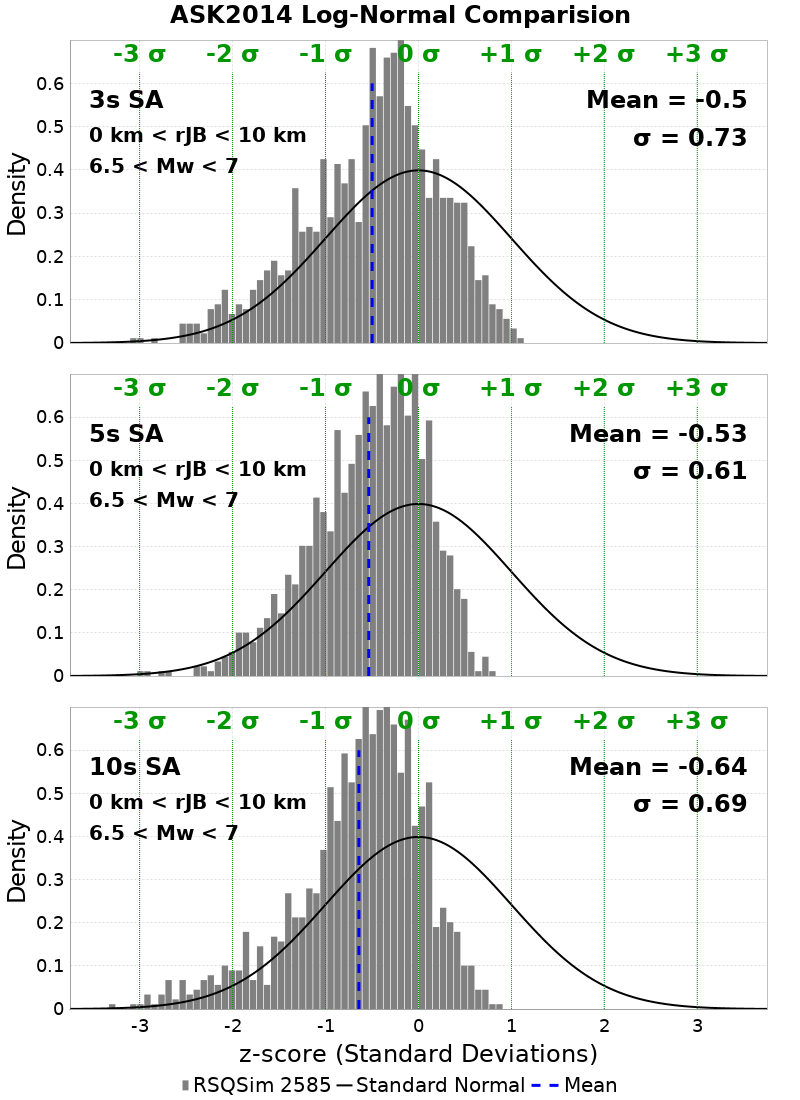 ASK2014 Log-Normal Comparision
-3 σ -2 σ -1 σ 0 σ +1 σ +2 σ +3 σ
3s SA
0 km < rJB < 10 km
6.5 < Mw < 7
Mean = -0.5
σ = 0.73
Density
0.6
0.5
0.4
0.3
0.2
0.1
0
-3 σ -2 σ -1 σ 0 σ +1 σ +2 σ +3 σ
5s SA
0 km < rJB < 10 km
6.5 < Mw < 7
Mean = -0.53
σ = 0.61
Density
0.6
0.5
0.4
0.3
0.2
0.1
0
-3 σ -2 σ -1 σ 0 σ +1 σ +2 σ +3 σ
10s SA
0 km < rJB < 10 km
6.5 < Mw < 7
Mean = -0.64
σ = 0.69
Density
0.6
0.5
0.4
0.3
0.2
0.1
0
-3 -2 -1 0 1 2 3
z-score (Standard Deviations)
RSQSim 2585 Standard Normal Mean